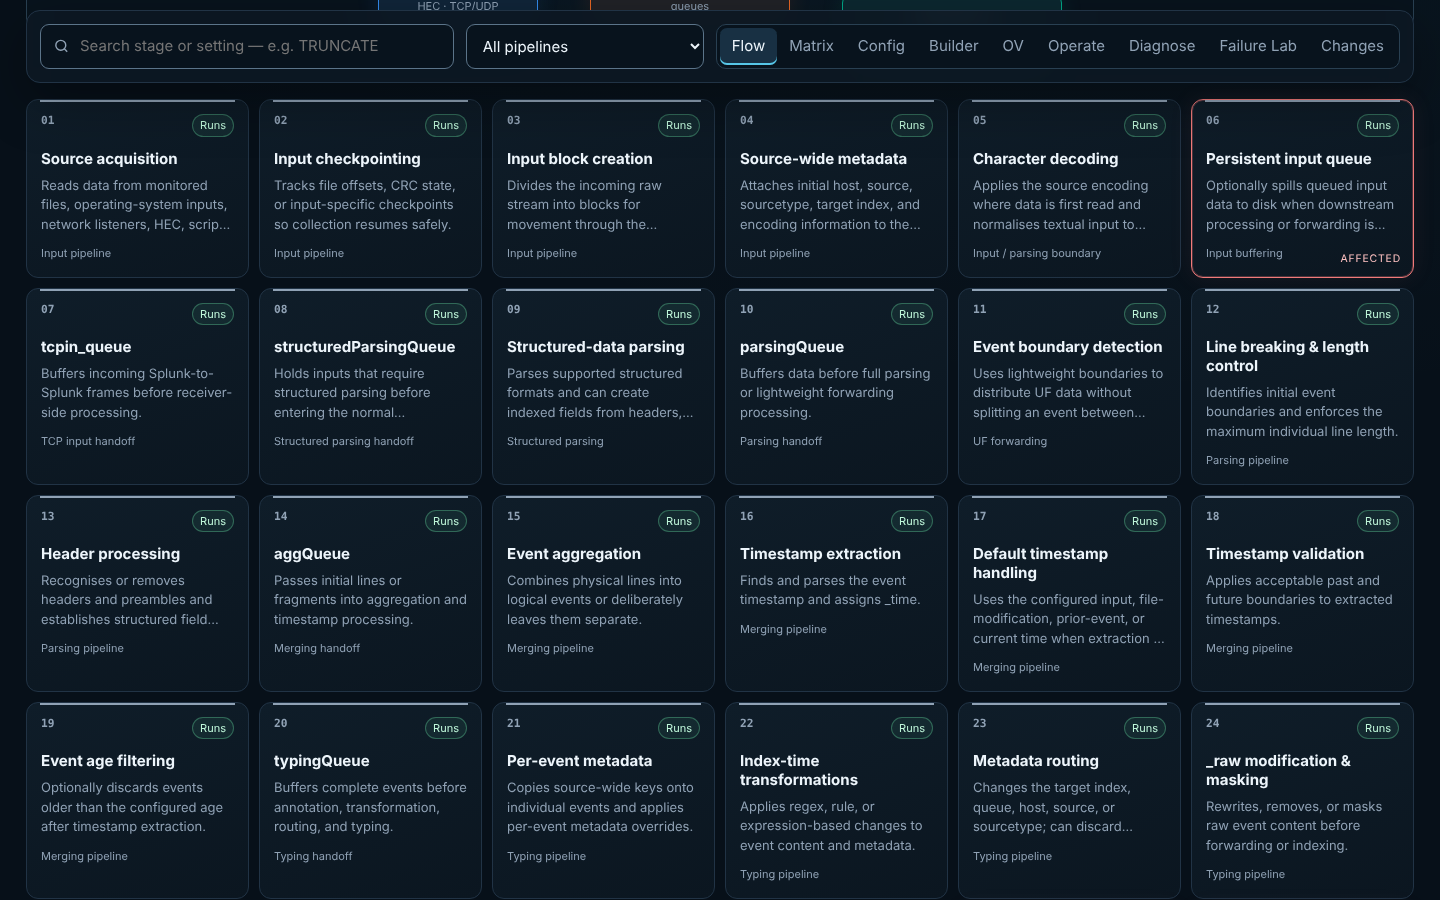 HEC · TCP/UDP
queues
Search stage or setting — e.g. TRUNCATE
All pipelines
Flow
Matrix
Config
Builder
OV
Operate
Diagnose
Failure Lab
Changes
01
Runs
Source acquisition
Reads data from monitored
files, operating-system inputs,
network listeners, HEC, scrip...
Input pipeline
02
Runs
Input checkpointing
Tracks file offsets, CRC state,
or input-specific checkpoints
so collection resumes safely.
Input pipeline
03
Runs
Input block creation
Divides the incoming raw
stream into blocks for
movement through the...
Input pipeline
04
Runs
Source-wide metadata
Attaches initial host, source,
sourcetype, target index, and
encoding information to the...
Input pipeline
05
Runs
Character decoding
Applies the source encoding
where data is first read and
normalises textual input to...
Input / parsing boundary
06
Runs
Persistent input queue
Optionally spills queued input
data to disk when downstream
processing or forwarding is...
Input buffering
AFFECTED
07
Runs
tcpin_queue
Buffers incoming Splunk-to-
Splunk frames before receiver-
side processing.
TCP input handoff
08
Runs
structuredParsingQueue
Holds inputs that require
structured parsing before
entering the normal...
Structured parsing handoff
09
Runs
Structured-data parsing
Parses supported structured
formats and can create
indexed fields from headers,...
Structured parsing
10
Runs
parsingQueue
Buffers data before full parsing
or lightweight forwarding
processing.
Parsing handoff
11
Runs
Event boundary detection
Uses lightweight boundaries to
distribute UF data without
splitting an event between...
UF forwarding
12
Runs
Line breaking & length
control
Identifies initial event
boundaries and enforces the
maximum individual line length.
Parsing pipeline
13
Runs
Header processing
Recognises or removes
headers and preambles and
establishes structured field...
Parsing pipeline
14
Runs
aggQueue
Passes initial lines or
fragments into aggregation and
timestamp processing.
Merging handoff
15
Runs
Event aggregation
Combines physical lines into
logical events or deliberately
leaves them separate.
Merging pipeline
16
Runs
Timestamp extraction
Finds and parses the event
timestamp and assigns _time.
Merging pipeline
17
Runs
Default timestamp
handling
Uses the configured input, file-
modification, prior-event, or
current time when extraction ...
Merging pipeline
18
Runs
Timestamp validation
Applies acceptable past and
future boundaries to extracted
timestamps.
Merging pipeline
19
Runs
Event age filtering
Optionally discards events
older than the configured age
after timestamp extraction.
Merging pipeline
20
Runs
typingQueue
Buffers complete events before
annotation, transformation,
routing, and typing.
Typing handoff
21
Runs
Per-event metadata
Copies source-wide keys onto
individual events and applies
per-event metadata overrides.
Typing pipeline
22
Runs
Index-time
transformations
Applies regex, rule, or
expression-based changes to
event content and metadata.
Typing pipeline
23
Runs
Metadata routing
Changes the target index,
queue, host, source, or
sourcetype; can discard...
Typing pipeline
24
Runs
_raw modification &
masking
Rewrites, removes, or masks
raw event content before
forwarding or indexing.
Typing pipeline